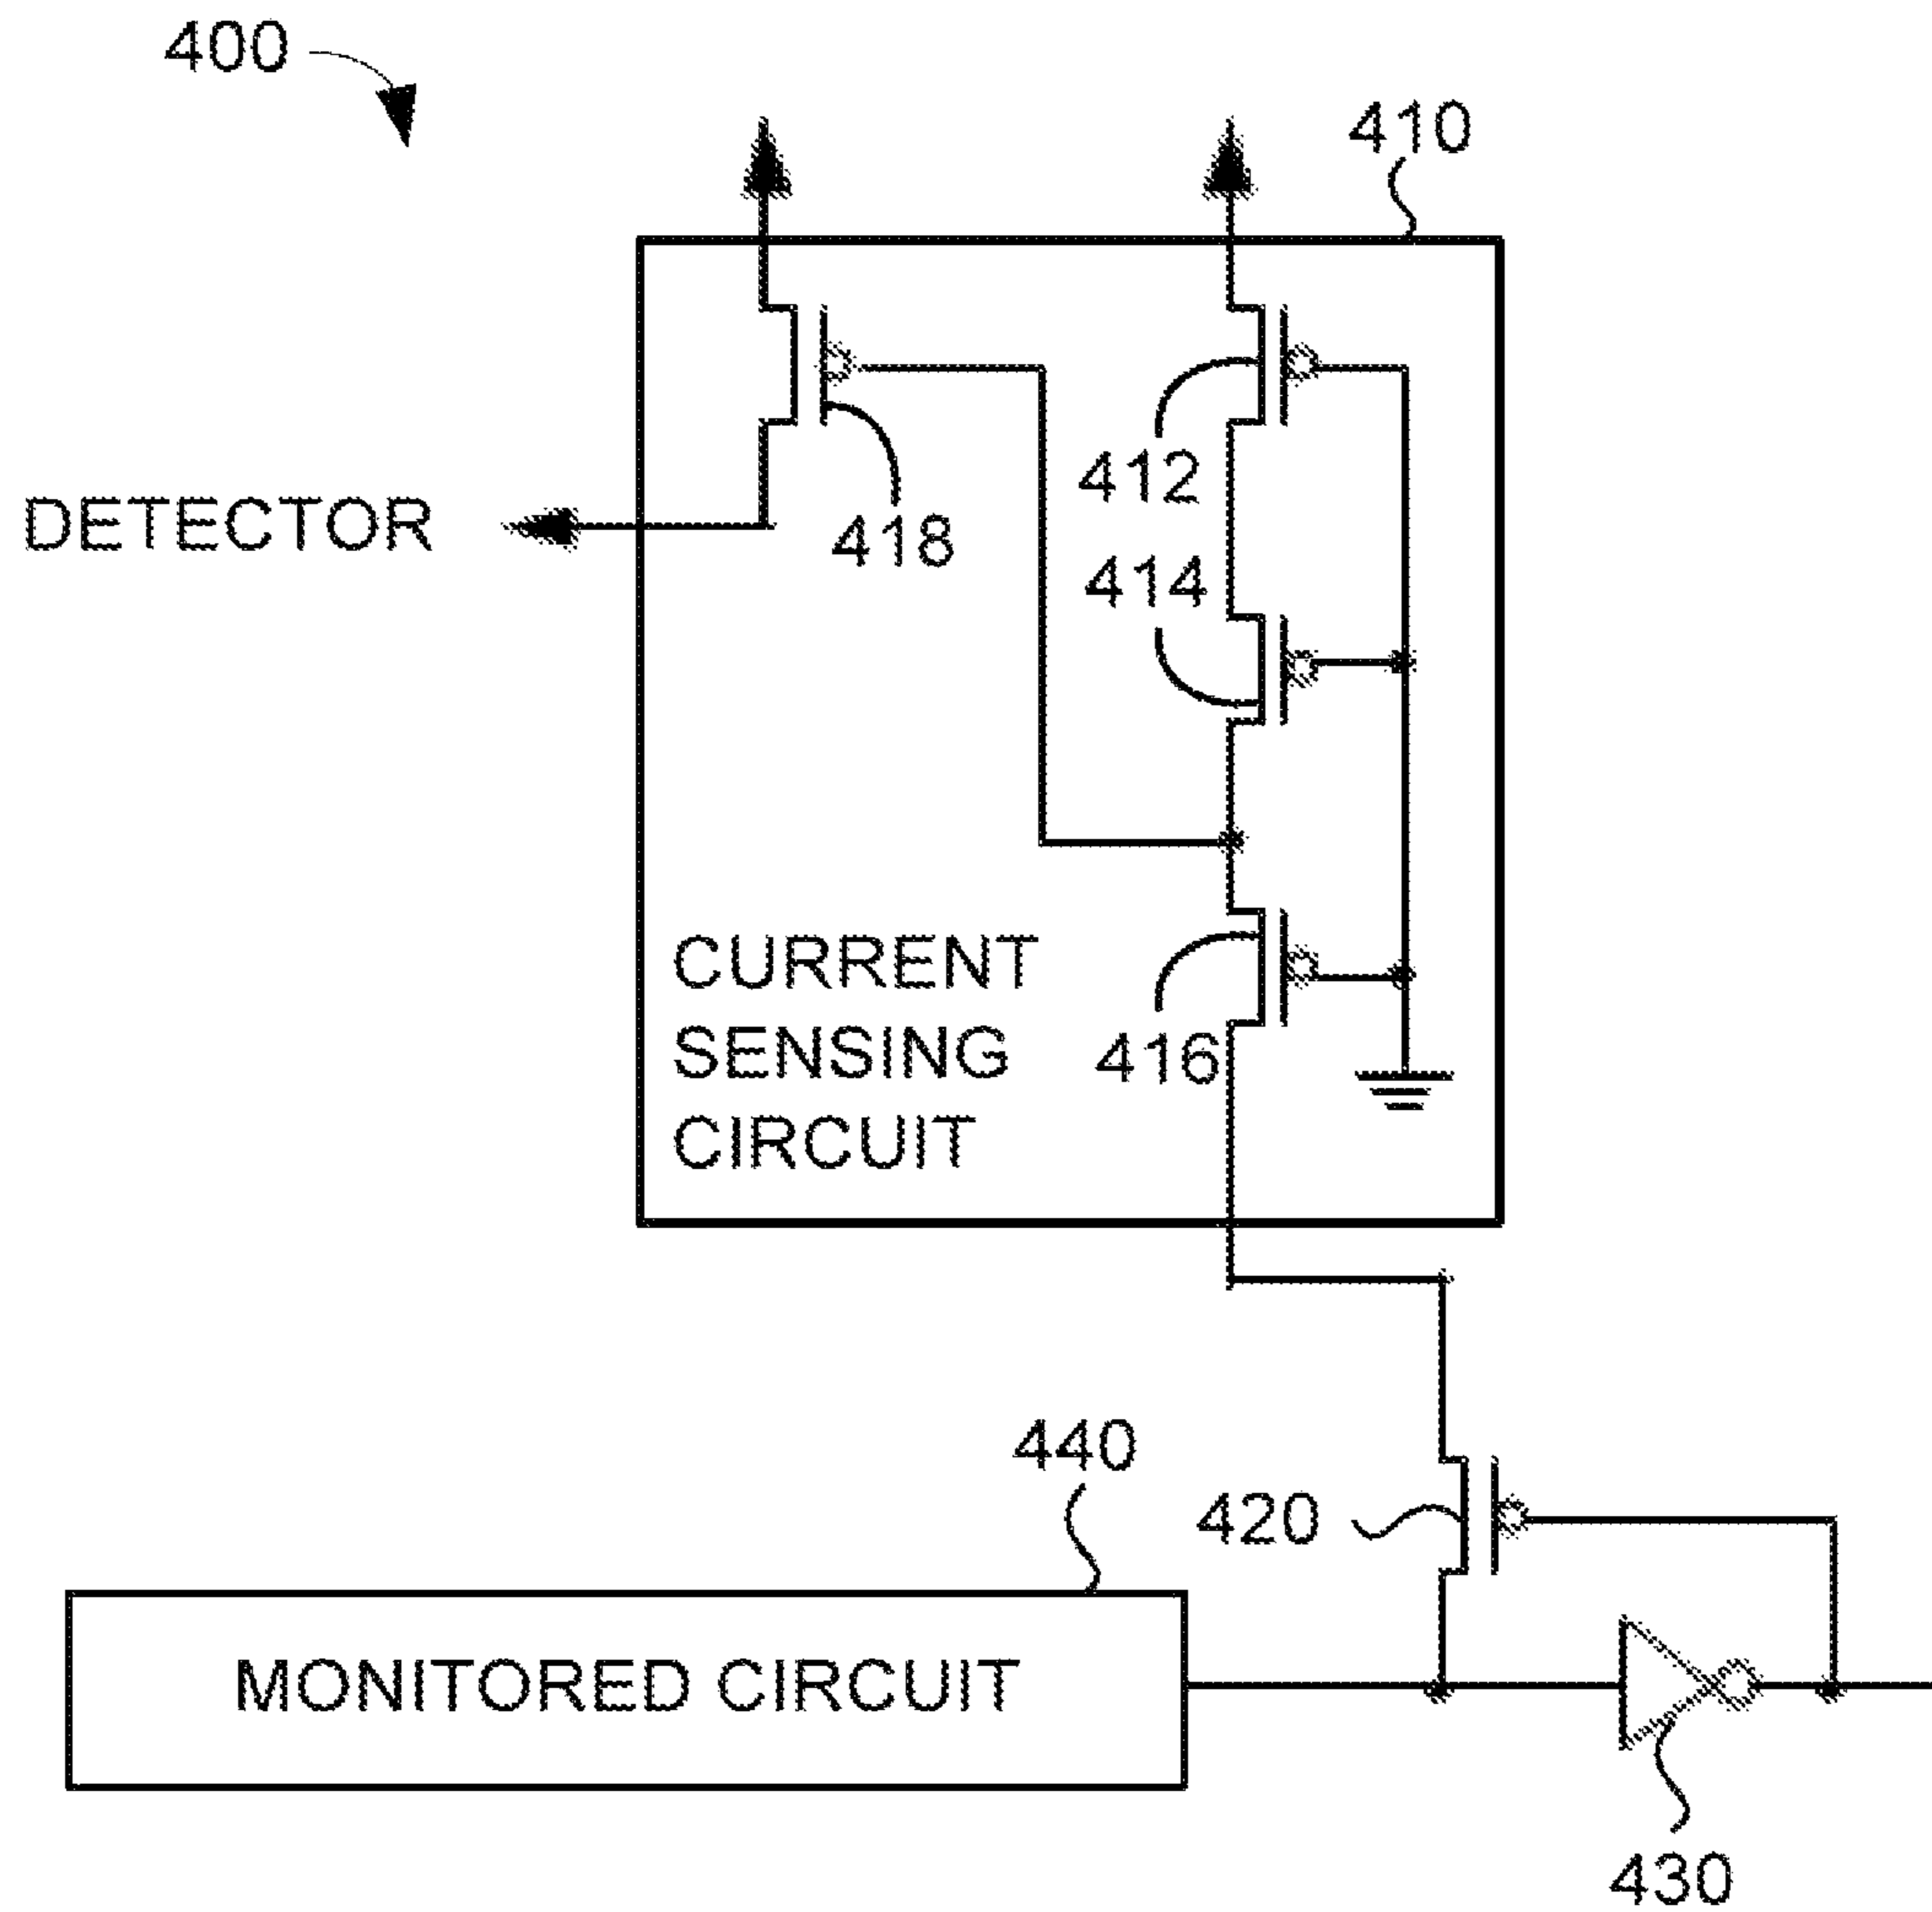 400
410
412
DETECTOR
418
414
CURRENT
SENSING
CIRCUIT
416
440
420
MONITORED CIRCUIT
430